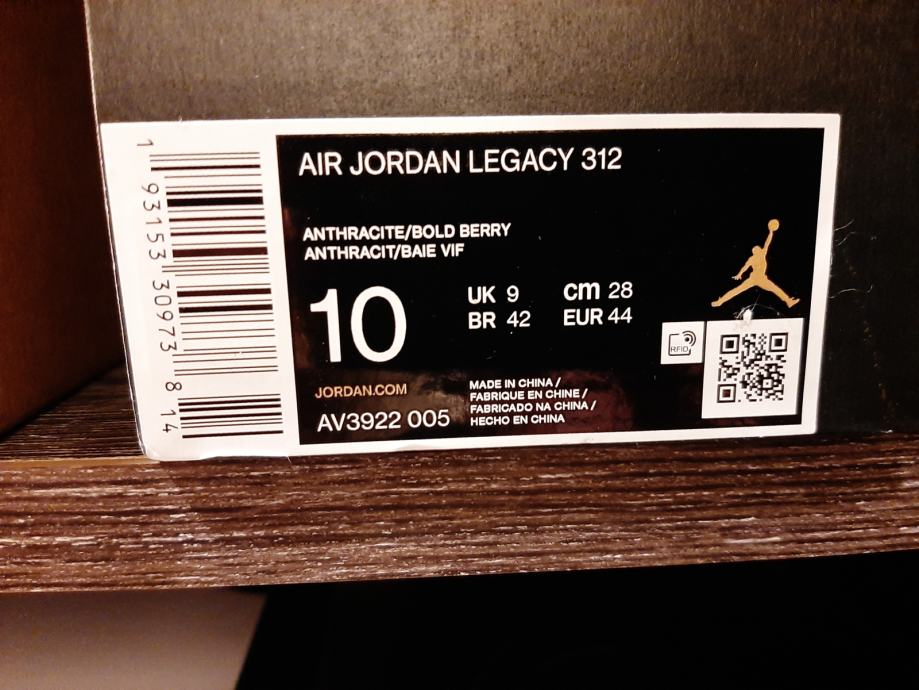 1 93153 30973 8 14
AIR JORDAN LEGACY 312
ANTHRACITE/BOLD BERRY
ANTHRACIT/BAIE VIF
10
UK 9 cm 28
BR 42 EUR 44
RFID
JORDAN.COM
AV3922 005
MADE IN CHINA /
FABRIQUE EN CHINE /
FABRICADO NA CHINA /
HECHO EN CHINA